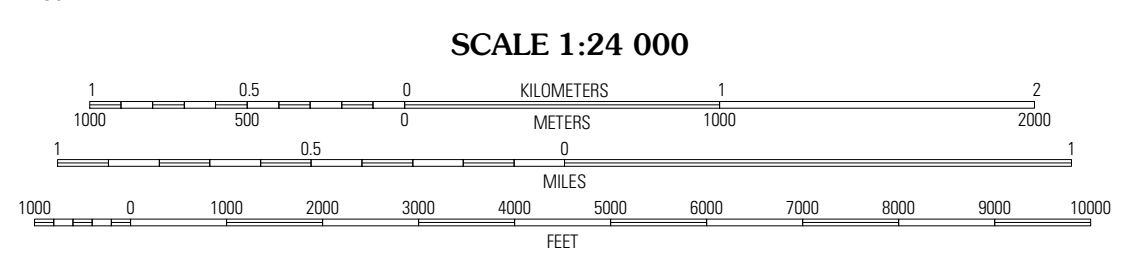 SCALE 1:24 000
1 0.5 0 KILOMETERS 1 2
1000 500 0 METERS 1000 2000
1 0.5 0 1
MILES
1000 0 1000 2000 3000 4000 5000 6000 7000 8000 9000 10000
FEET